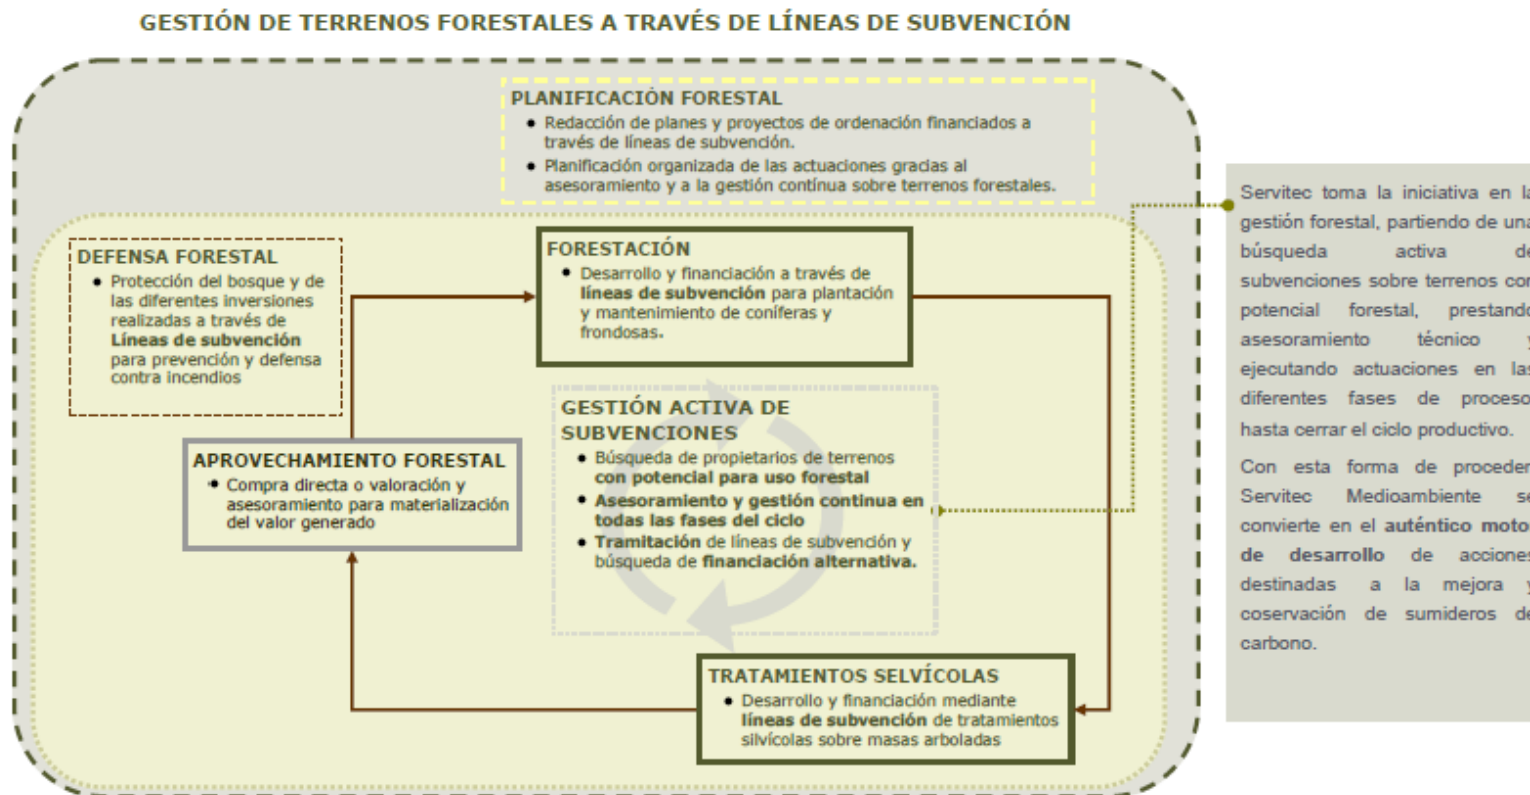 GESTIÓN DE TERRENOS FORESTALES A TRAVÉS DE LÍNEAS DE SUBVENCIÓN
PLANIFICACIÓN FORESTAL
• Redacción de planes y proyectos de ordenación financiados a
través de líneas de subvención.
• Planificación organizada de las actuaciones gracias al
asesoramiento y a la gestión contínua sobre terrenos forestales.
DEFENSA FORESTAL
• Protección del bosque y de
las diferentes inversiones
realizadas a través de
Líneas de subvención
para prevención y defensa
contra incendios
FORESTACIÓN
• Desarrollo y financiación a través de
líneas de subvención para plantación
y mantenimiento de coníferas y
frondosas.
GESTIÓN ACTIVA DE
SUBVENCIONES
• Búsqueda de propietarios de terrenos
con potencial para uso forestal
• Asesoramiento y gestión continua en
todas las fases del ciclo
• Tramitación de líneas de subvención y
búsqueda de financiación alternativa.
APROVECHAMIENTO FORESTAL
• Compra directa o valoración y
asesoramiento para materialización
del valor generado
TRATAMIENTOS SELVÍCOLAS
• Desarrollo y financiación mediante
líneas de subvención de tratamientos
silvícolas sobre masas arboladas
Servitec toma la iniciativa en la
gestión forestal, partiendo de una
búsqueda activa de
subvenciones sobre terrenos con
potencial forestal, prestando
asesoramiento técnico y
ejecutando actuaciones en las
diferentes fases de proceso
hasta cerrar el ciclo productivo.
Con esta forma de proceder
Servitec Medioambiente se
convierte en el auténtico motor
de desarrollo de acciones
destinadas a la mejora y
coservación de sumideros de
carbono.